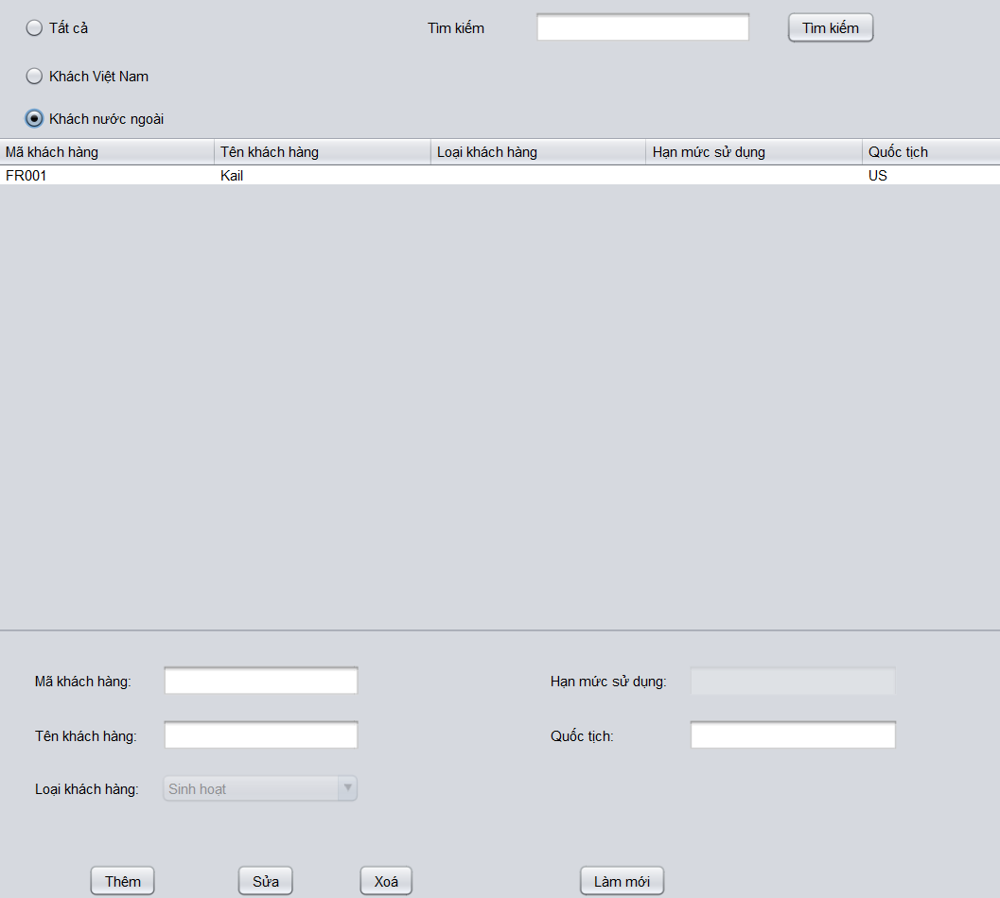 Tất cả Tìm kiếm Tìm kiếm
Khách Việt Nam
Khách nước ngoài
Mã khách hàng Tên khách hàng Loại khách hàng Hạn mức sử dụng Quốc tịch
FR001 Kail US
Mã khách hàng: Hạn mức sử dụng:
Tên khách hàng: Quốc tịch:
Loại khách hàng: Sinh hoạt
Thêm Sửa Xoá Làm mới